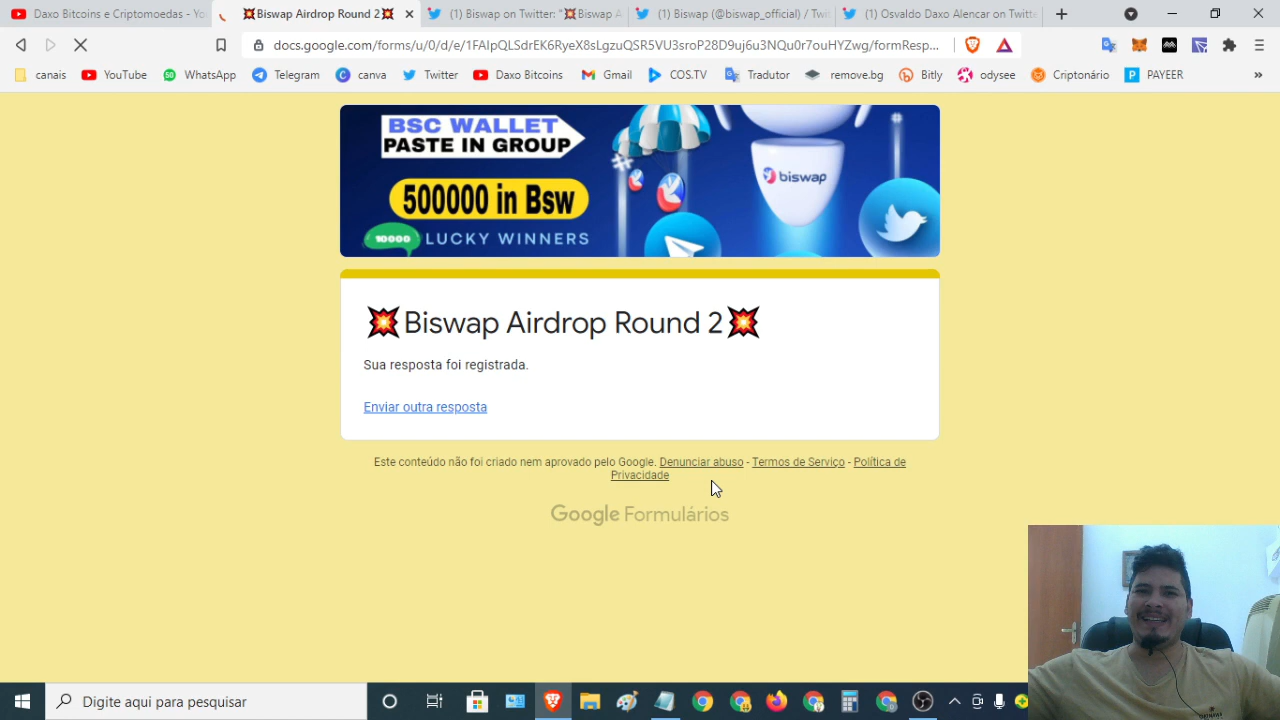 Daxo Bitcoins e Criptomoedas - Yo
💥Biswap Airdrop Round 2💥
(1) Biswap on Twitter: "💥Biswap A
(1) Biswap (@biswap_official) / Twit
(1) Osvaldo Daxo Alencar on Twitte
docs.google.com/forms/u/0/d/e/1FAIpQLSdrEK6RyeX8sLgzuQSR5VU3sroP28D9uj6u3NQu0r7ouHYZwg/formResp...
canais YouTube WhatsApp Telegram canva Twitter Daxo Bitcoins Gmail COS.TV Tradutor remove.bg Bitly odysee Criptonário PAYEER »
BSC WALLET
PASTE IN GROUP
500000 in Bsw
10000 LUCKY WINNERS
biswap
💥Biswap Airdrop Round 2💥
Sua resposta foi registrada.
Enviar outra resposta
Este conteúdo não foi criado nem aprovado pelo Google. Denunciar abuso - Termos de Serviço - Política de
Privacidade
Google Formulários
Digite aqui para pesquisar